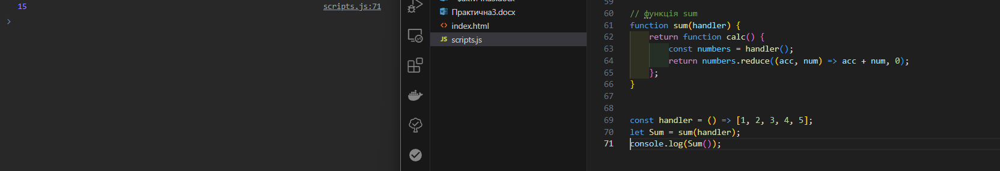 15 scripts.js:71
>
Практична3.docx
index.html
JS scripts.js
59
60 // функція sum
61 function sum(handler) {
62 return function calc() {
63 const numbers = handler();
64 return numbers.reduce((acc, num) => acc + num, 0);
65 };
66 }
67
68
69 const handler = () => [1, 2, 3, 4, 5];
70 let Sum = sum(handler);
71 console.log(Sum());